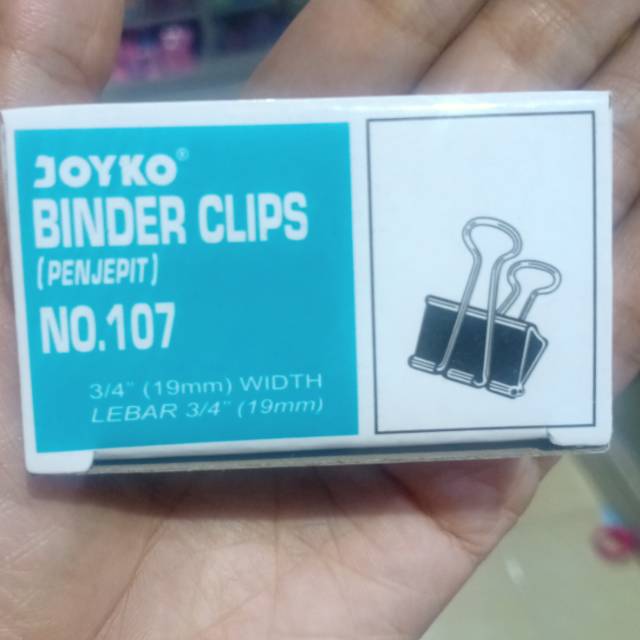 JOYKO®
BINDER CLIPS
(PENJEPIT)
NO.107
3/4" (19mm) WIDTH
LEBAR 3/4" (19mm)